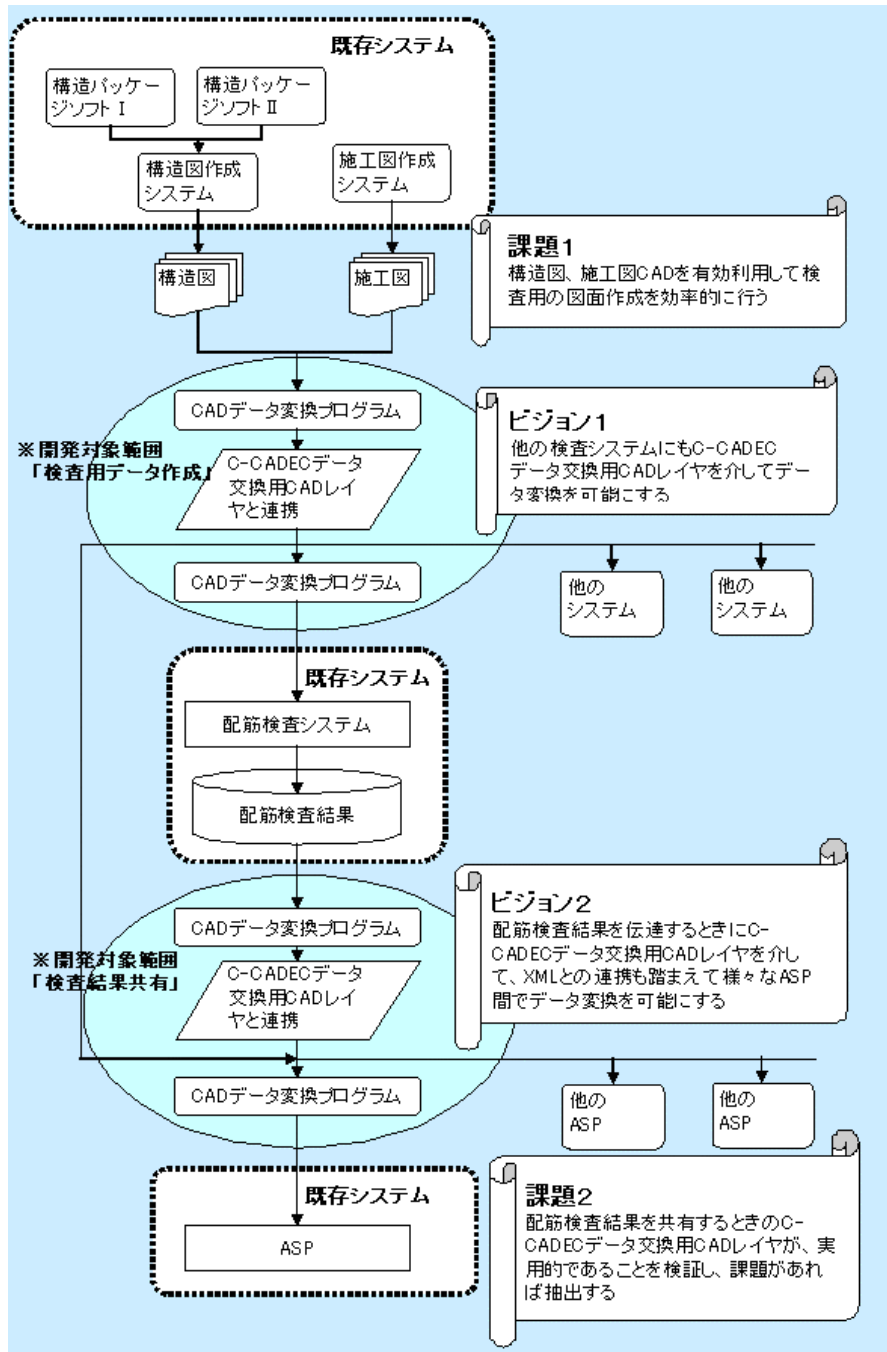 既存システム
構造パッケー
ジソフトⅠ
構造パッケー
ジソフトⅡ
構造図作成
システム
施工図作成
システム
構造図
施工図
課題1
構造図、施工図CADを有効利用して検
査用の図面作成を効率的に行う
CADデータ変換プログラム
※開発対象範囲
「検査用データ作成」
C-CADECデータ
交換用CADレイ
ヤと連携
ビジョン1
他の検査システムにもC-CADEC
データ交換用CADレイヤを介してデー
タ変換を可能にする
CADデータ変換プログラム
他の
システム
他の
システム
既存システム
配筋検査システム
配筋検査結果
CADデータ変換プログラム
※開発対象範囲
「検査結果共有」
C-CADECデータ
交換用CADレイ
ヤと連携
ビジョン2
配筋検査結果を伝達するときにC-
CADECデータ交換用CADレイヤを介し
て、XMLとの連携も踏まえて様々なASP
間でデータ変換を可能にする
CADデータ変換プログラム
他の
ASP
他の
ASP
既存システム
ASP
課題2
配筋検査結果を共有するときのC-
CADECデータ交換用CADレイヤが、実
用的であることを検証し、課題があれ
ば抽出する